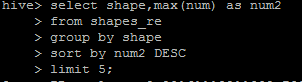 hive> select shape,max(num) as num2
    > from shapes_re
    > group by shape
    > sort by num2 DESC
    > limit 5;